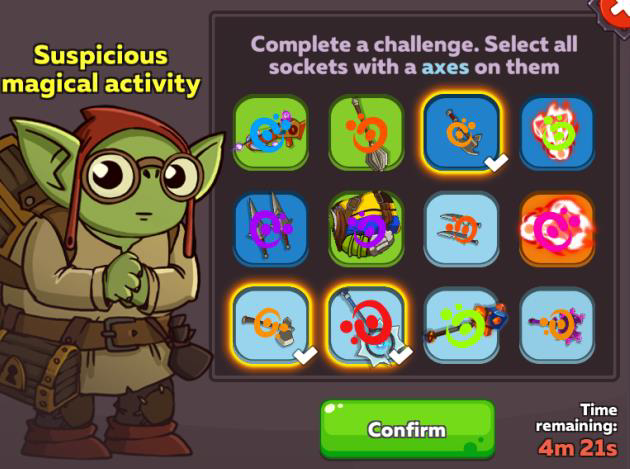 Suspicious
magical activity
Complete a challenge. Select all
sockets with a axes on them
Confirm
Time
remaining:
4m 21s